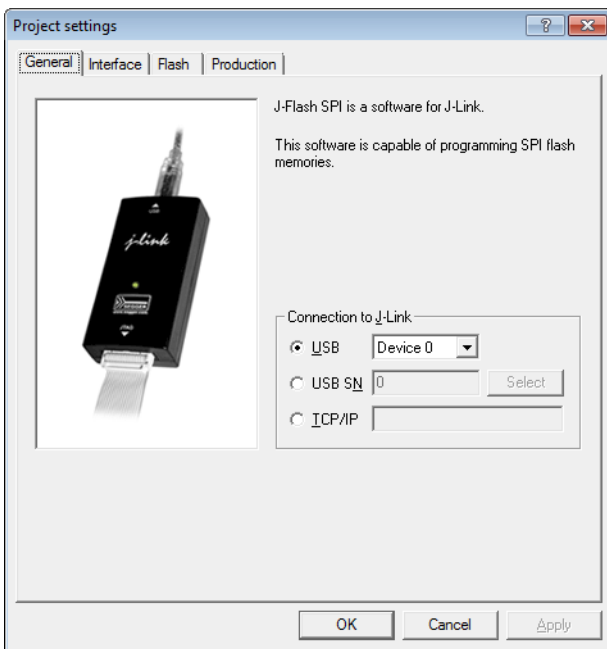 Project settings
General
Interface
Flash
Production
J-Flash SPI is a software for J-Link.
This software is capable of programming SPI flash
memories.
USB
j-link
SEGGER
JTAG
Connection to J-Link
USB Device 0
USB SN 0 Select
TCP/IP
OK
Cancel
Apply